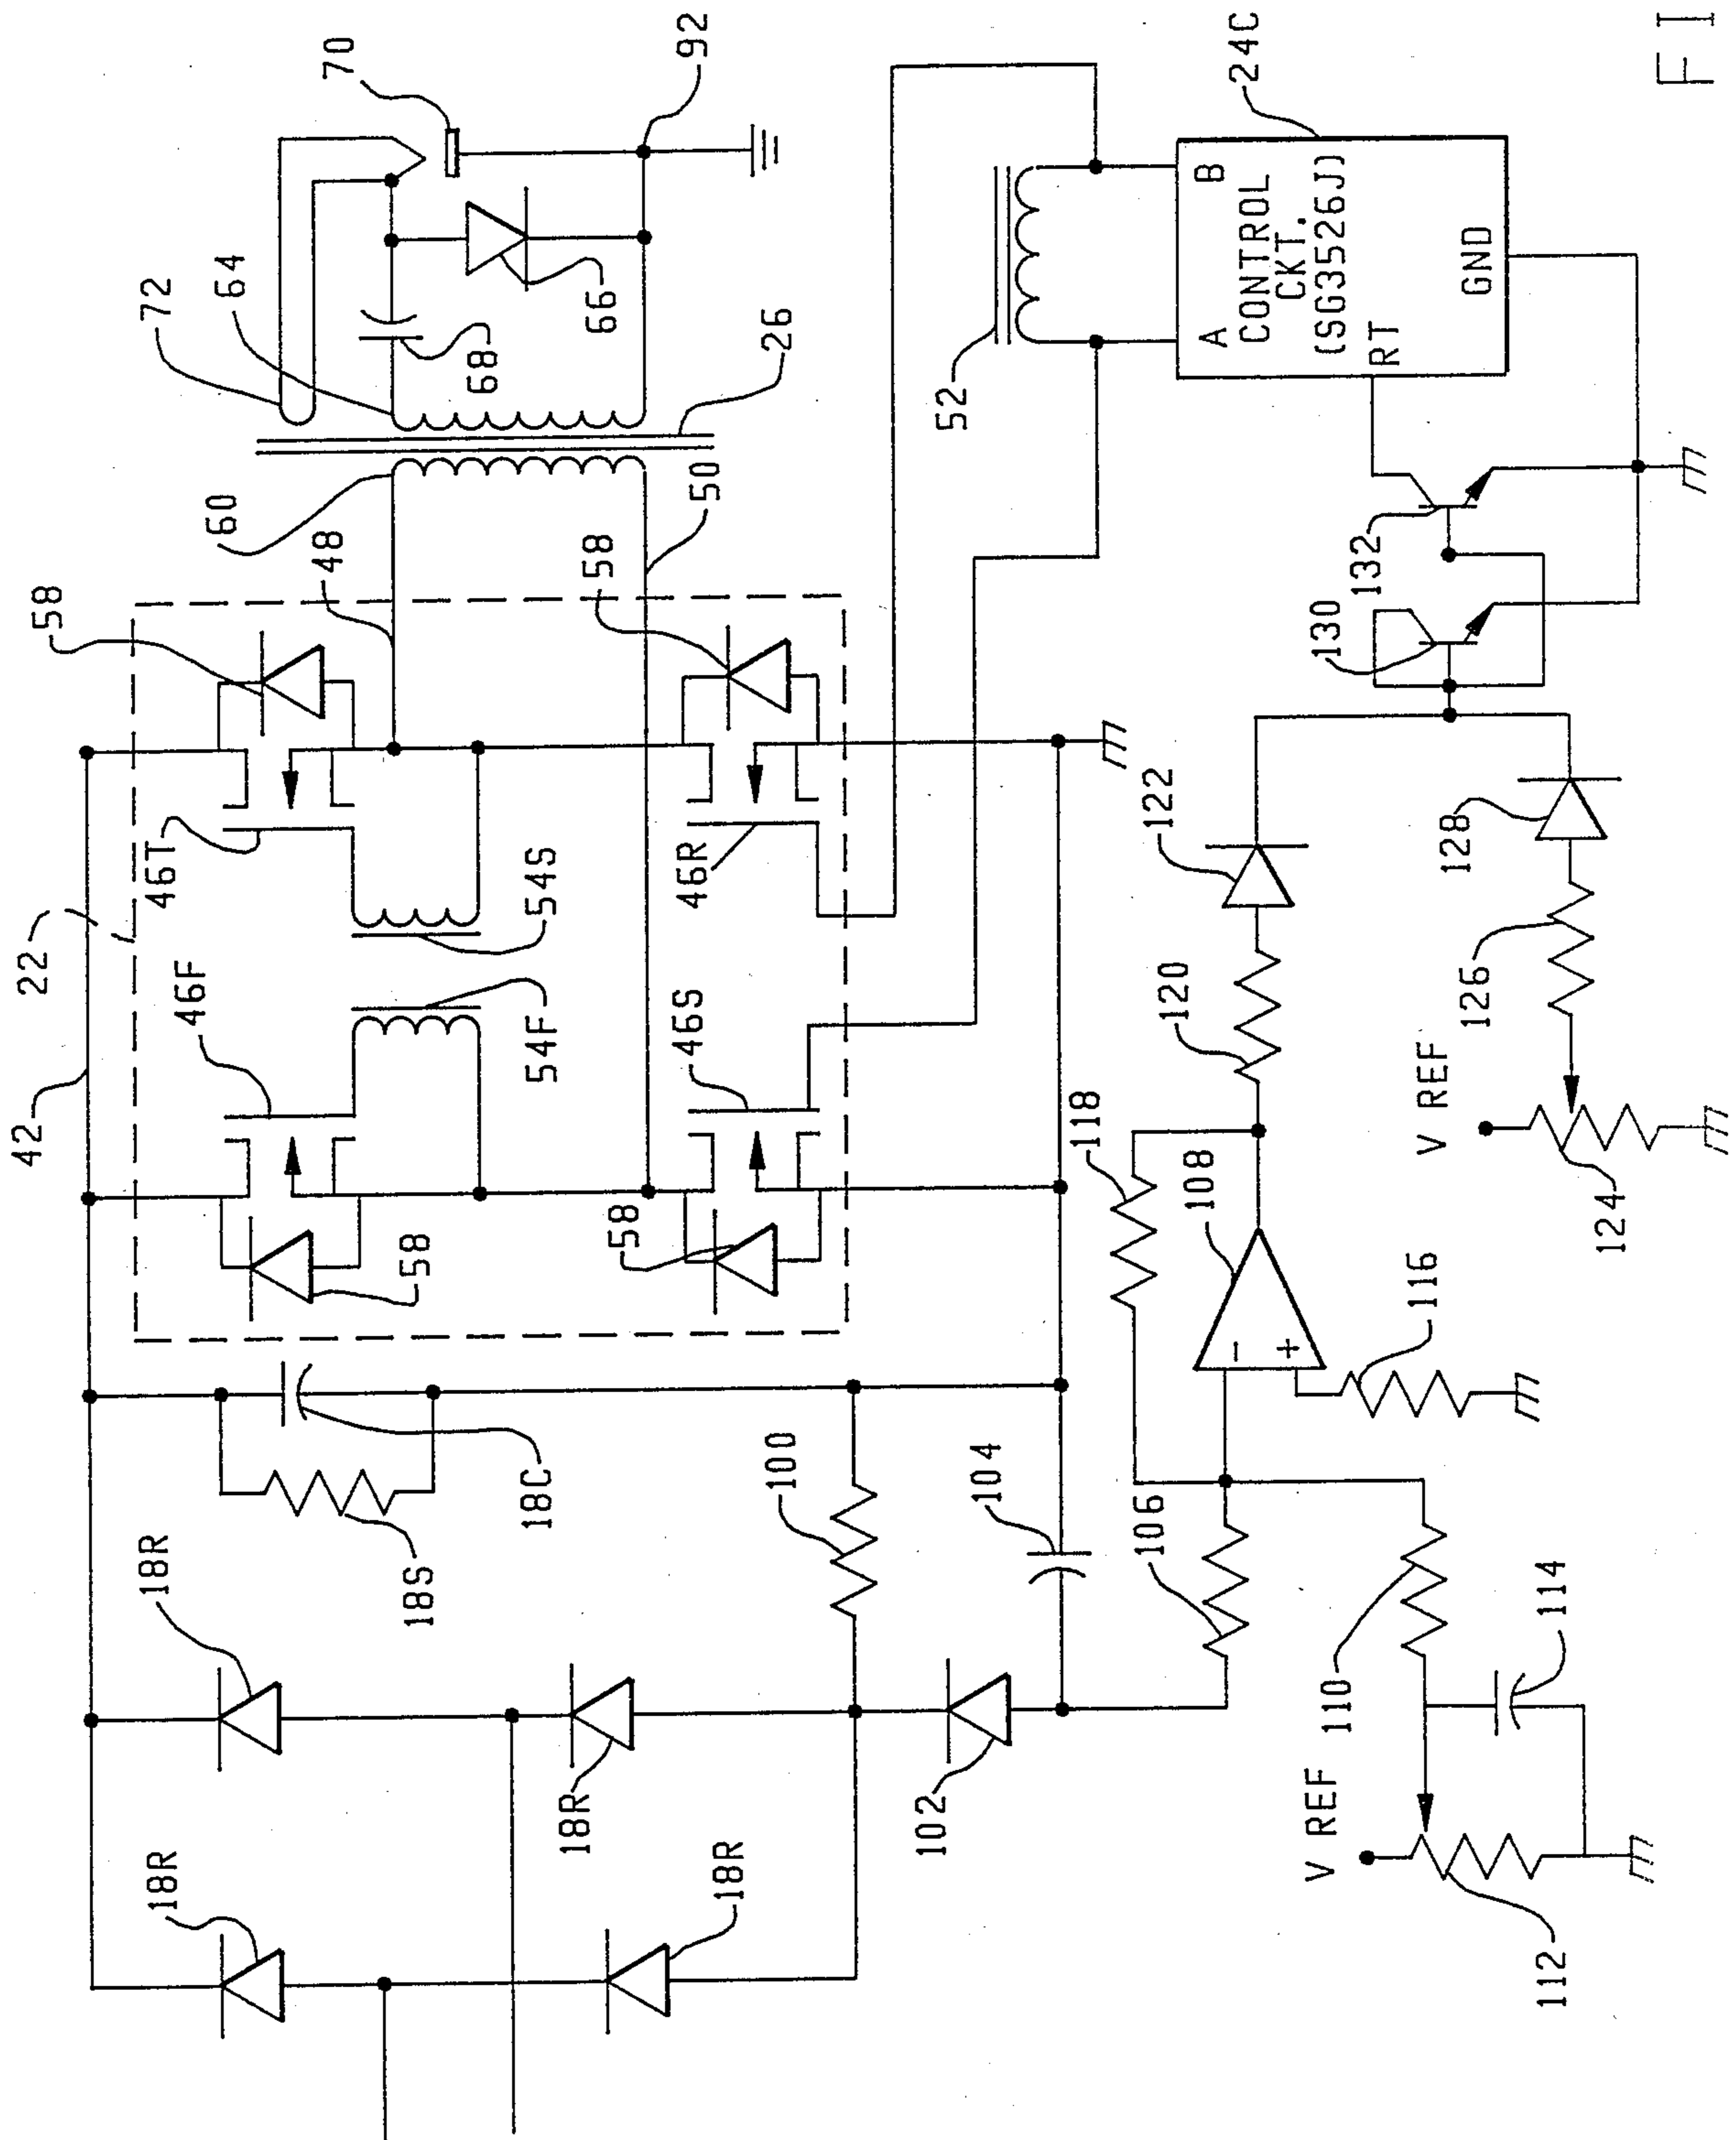 FI
42
22
58
46T
46F
54S
54F
48
60
72
64
70
68
66
26
92
50
58
58
18R
18R
18S
18C
58
46S
46R
52
18R
18R
100
102
104
106
118
108
120
122
A
B
CONTROL
CKT.
(SG3526J)
RT
GND
24C
130
132
V REF
112
110
114
116
V REF
124
126
128